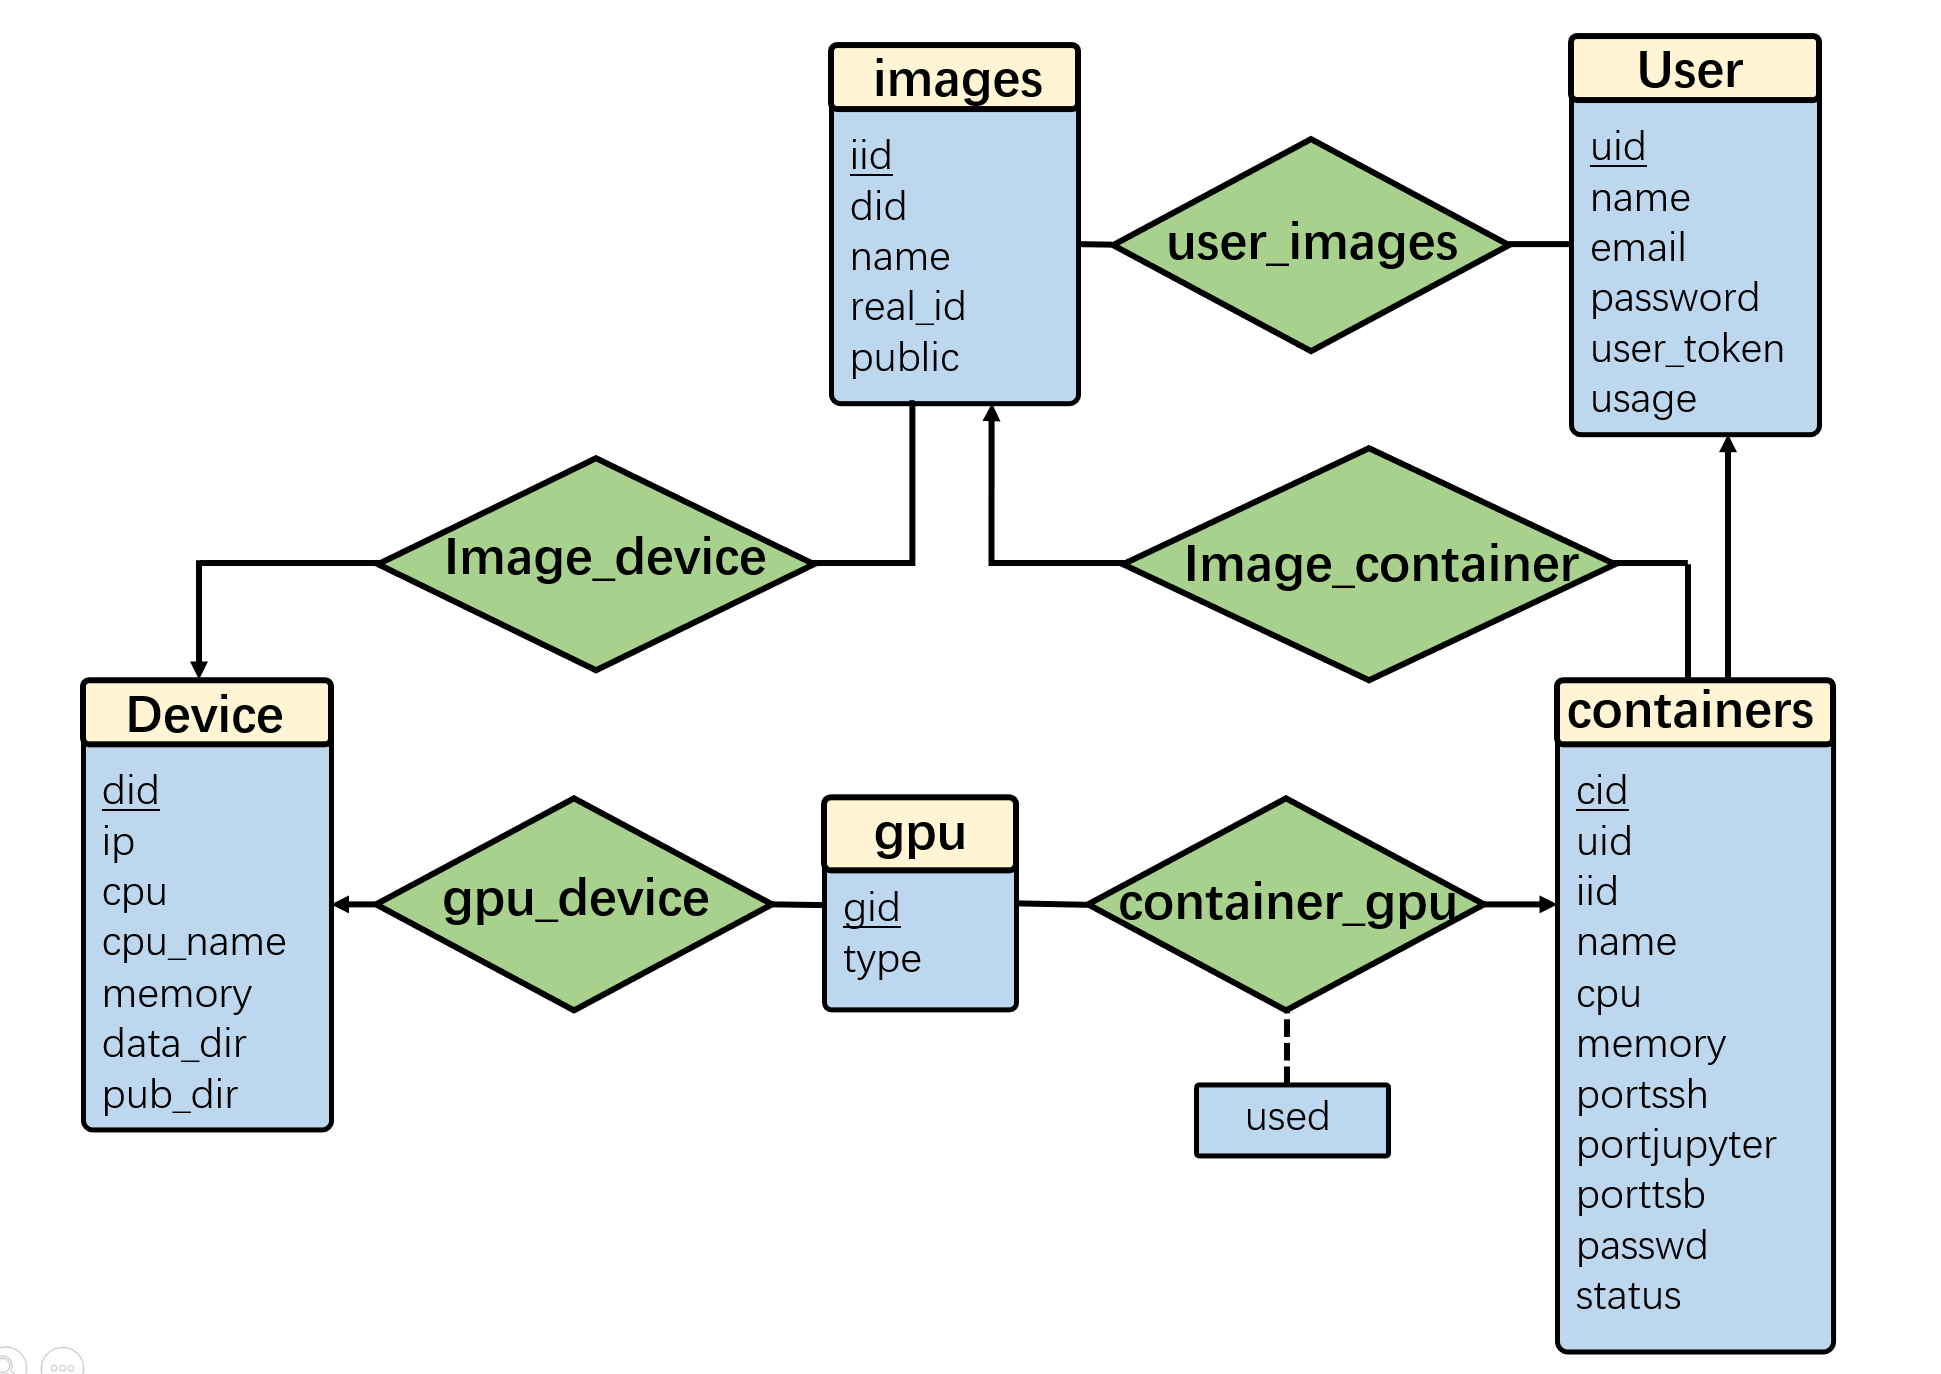 images
iid
did
name
real_id
public
user_images
User
uid
name
email
password
user_token
usage
Image_device
Image_container
Device
did
ip
cpu
cpu_name
memory
data_dir
pub_dir
gpu_device
gpu
gid
type
container_gpu
used
containers
cid
uid
iid
name
cpu
memory
portssh
portjupyter
porttsb
passwd
status